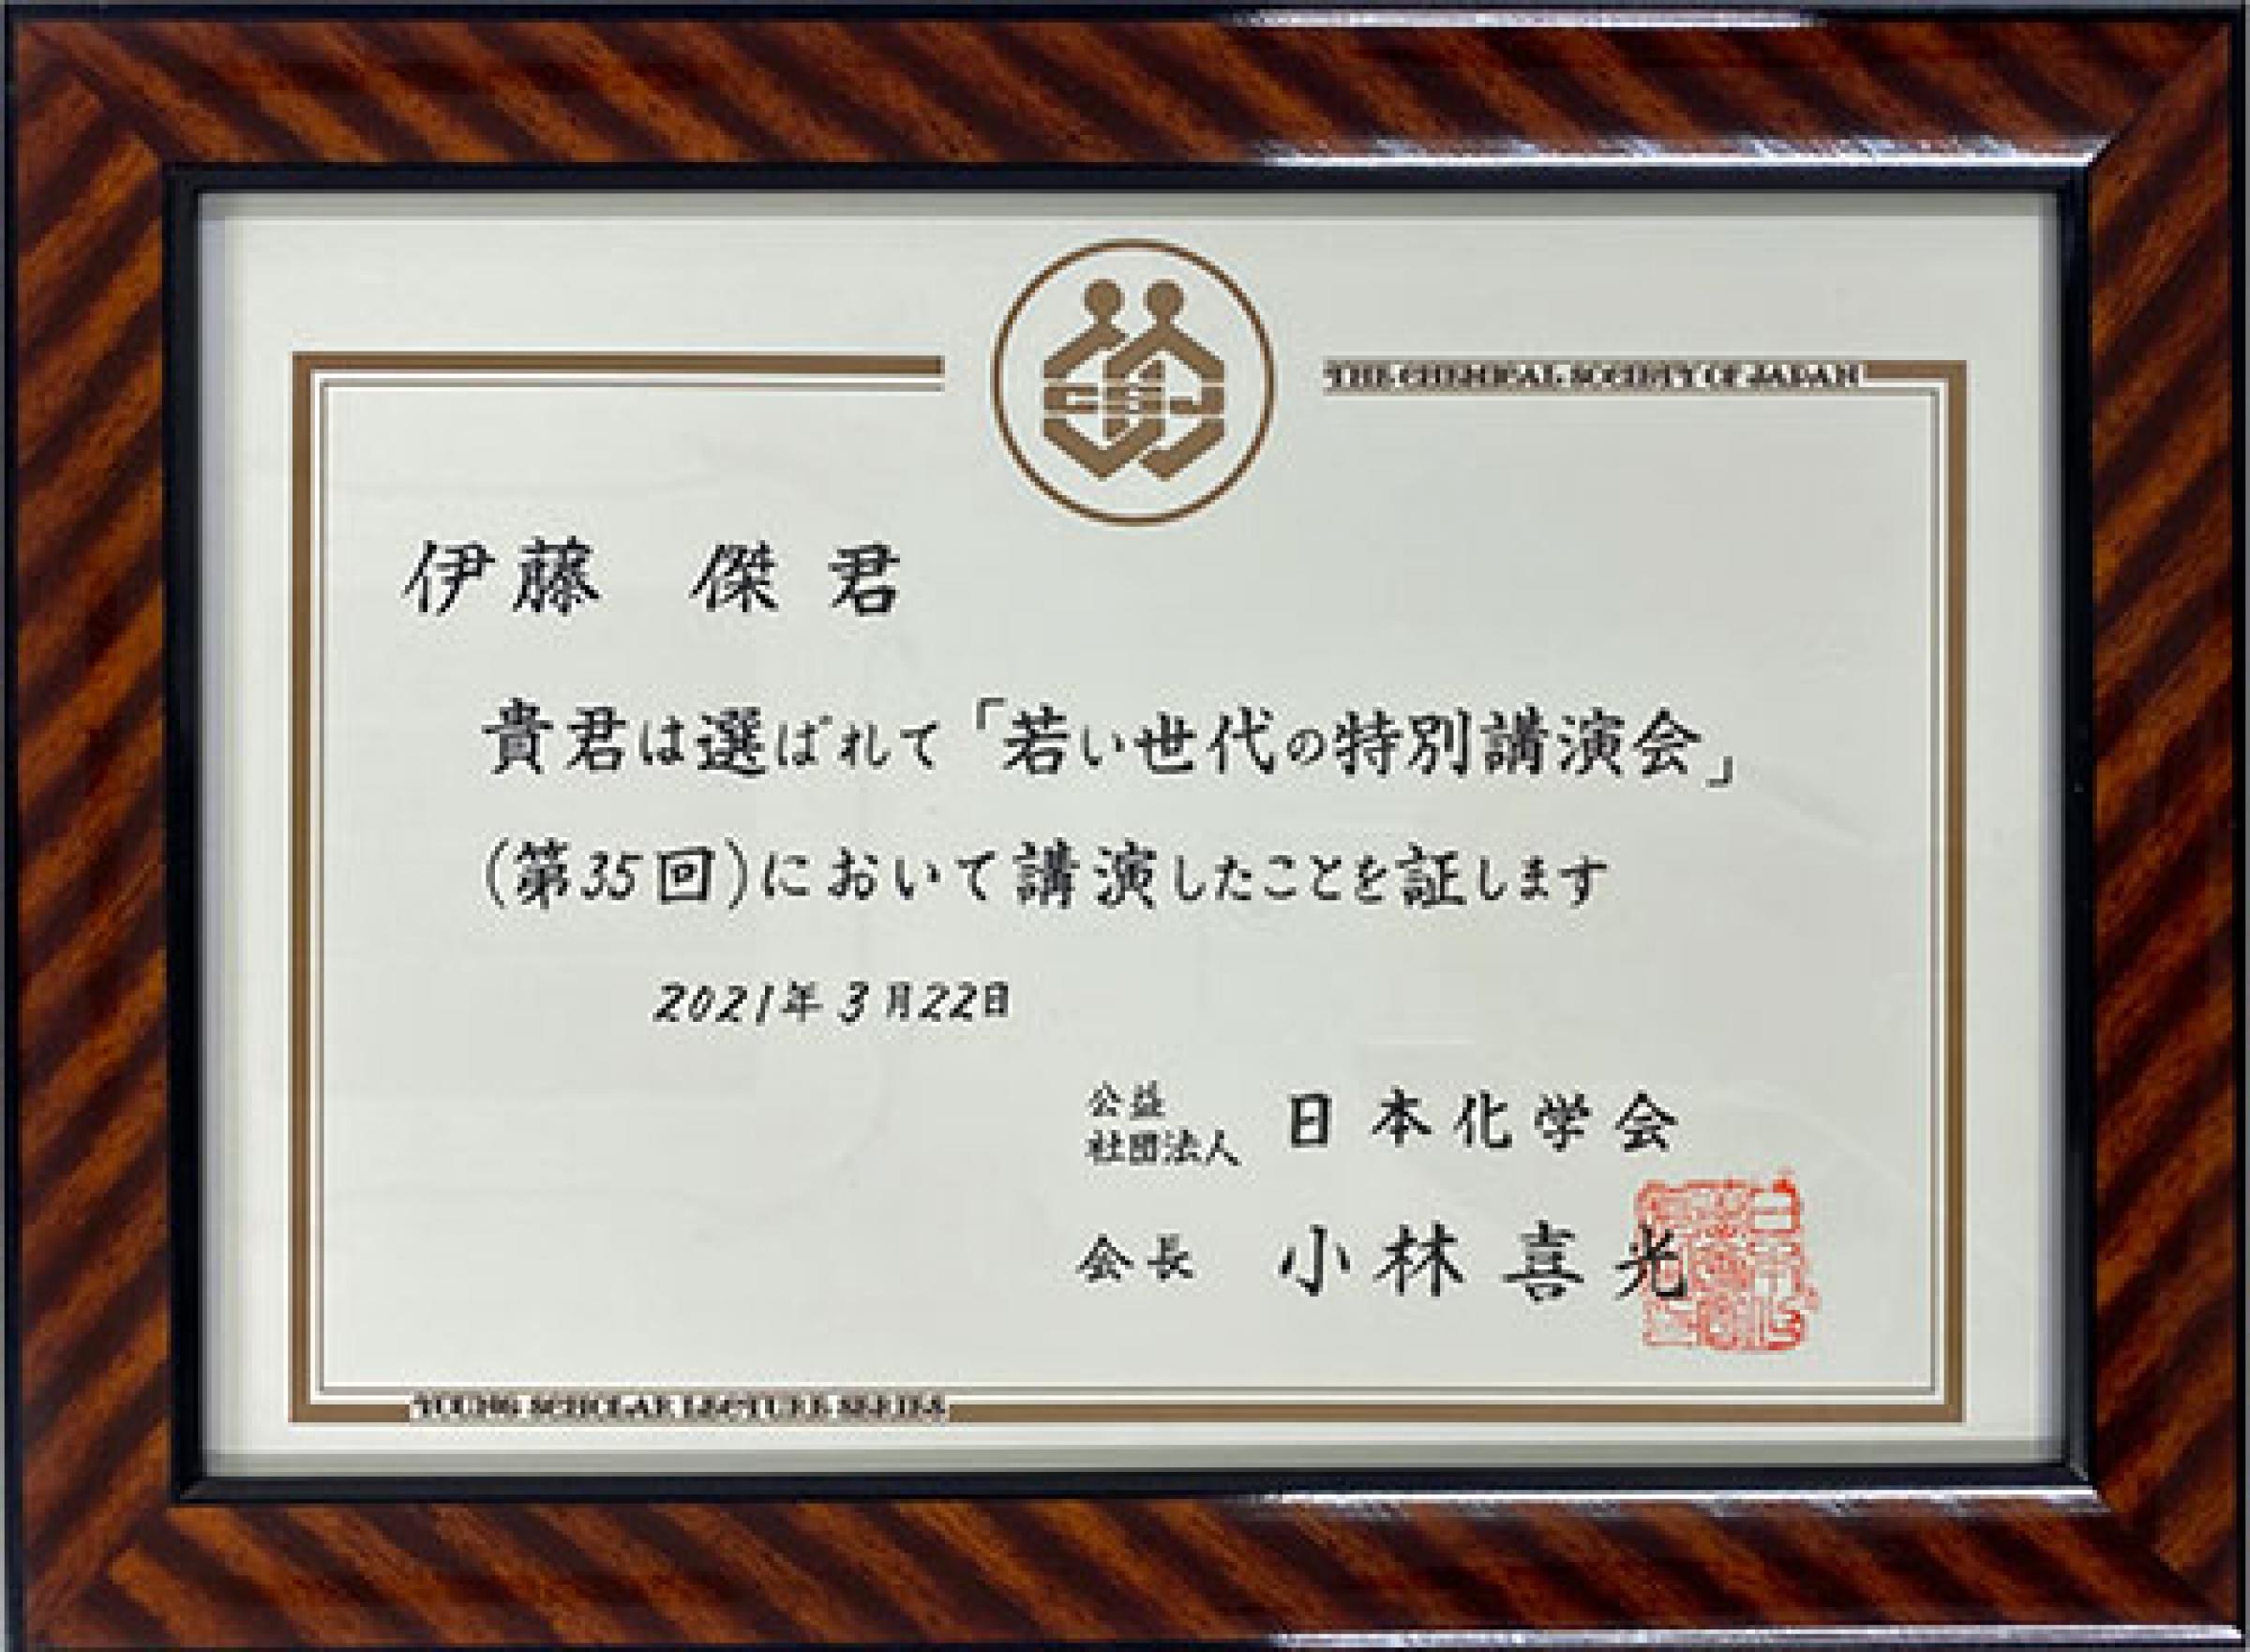 THE CHEMICAL SOCIETY OF JAPAN
CSJ
伊藤 傑 君
貴君は選ばれて「若い世代の特別講演会」
(第35回)において講演したことを証します
2021年3月22日
公益
社団法人 日本化学会
会長 小林喜光
YOUNG SCHOLAR LECTURE SERIES